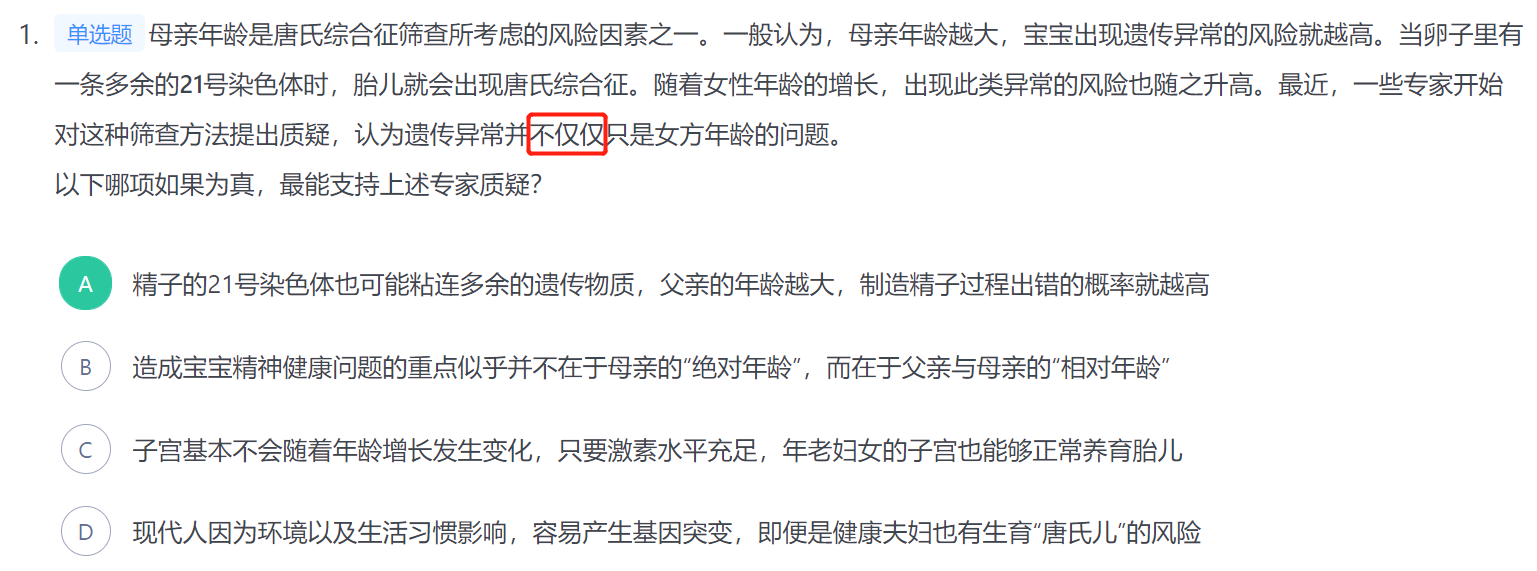 1. 单选题 母亲年龄是唐氏综合征筛查所考虑的风险因素之一。一般认为，母亲年龄越大，宝宝出现遗传异常的风险就越高。当卵子里有
一条多余的21号染色体时，胎儿就会出现唐氏综合征。随着女性年龄的增长，出现此类异常的风险也随之升高。最近，一些专家开始
对这种筛查方法提出质疑，认为遗传异常并不仅仅只是女方年龄的问题。
以下哪项如果为真，最能支持上述专家质疑？
A 精子的21号染色体也可能粘连多余的遗传物质，父亲的年龄越大，制造精子过程出错的概率就越高
B 造成宝宝精神健康问题的重点似乎并不在于母亲的“绝对年龄”，而在于父亲与母亲的“相对年龄”
C 子宫基本不会随着年龄增长发生变化，只要激素水平充足，年老妇女的子宫也能够正常养育胎儿
D 现代人因为环境以及生活习惯影响，容易产生基因突变，即便是健康夫妇也有生育“唐氏儿”的风险